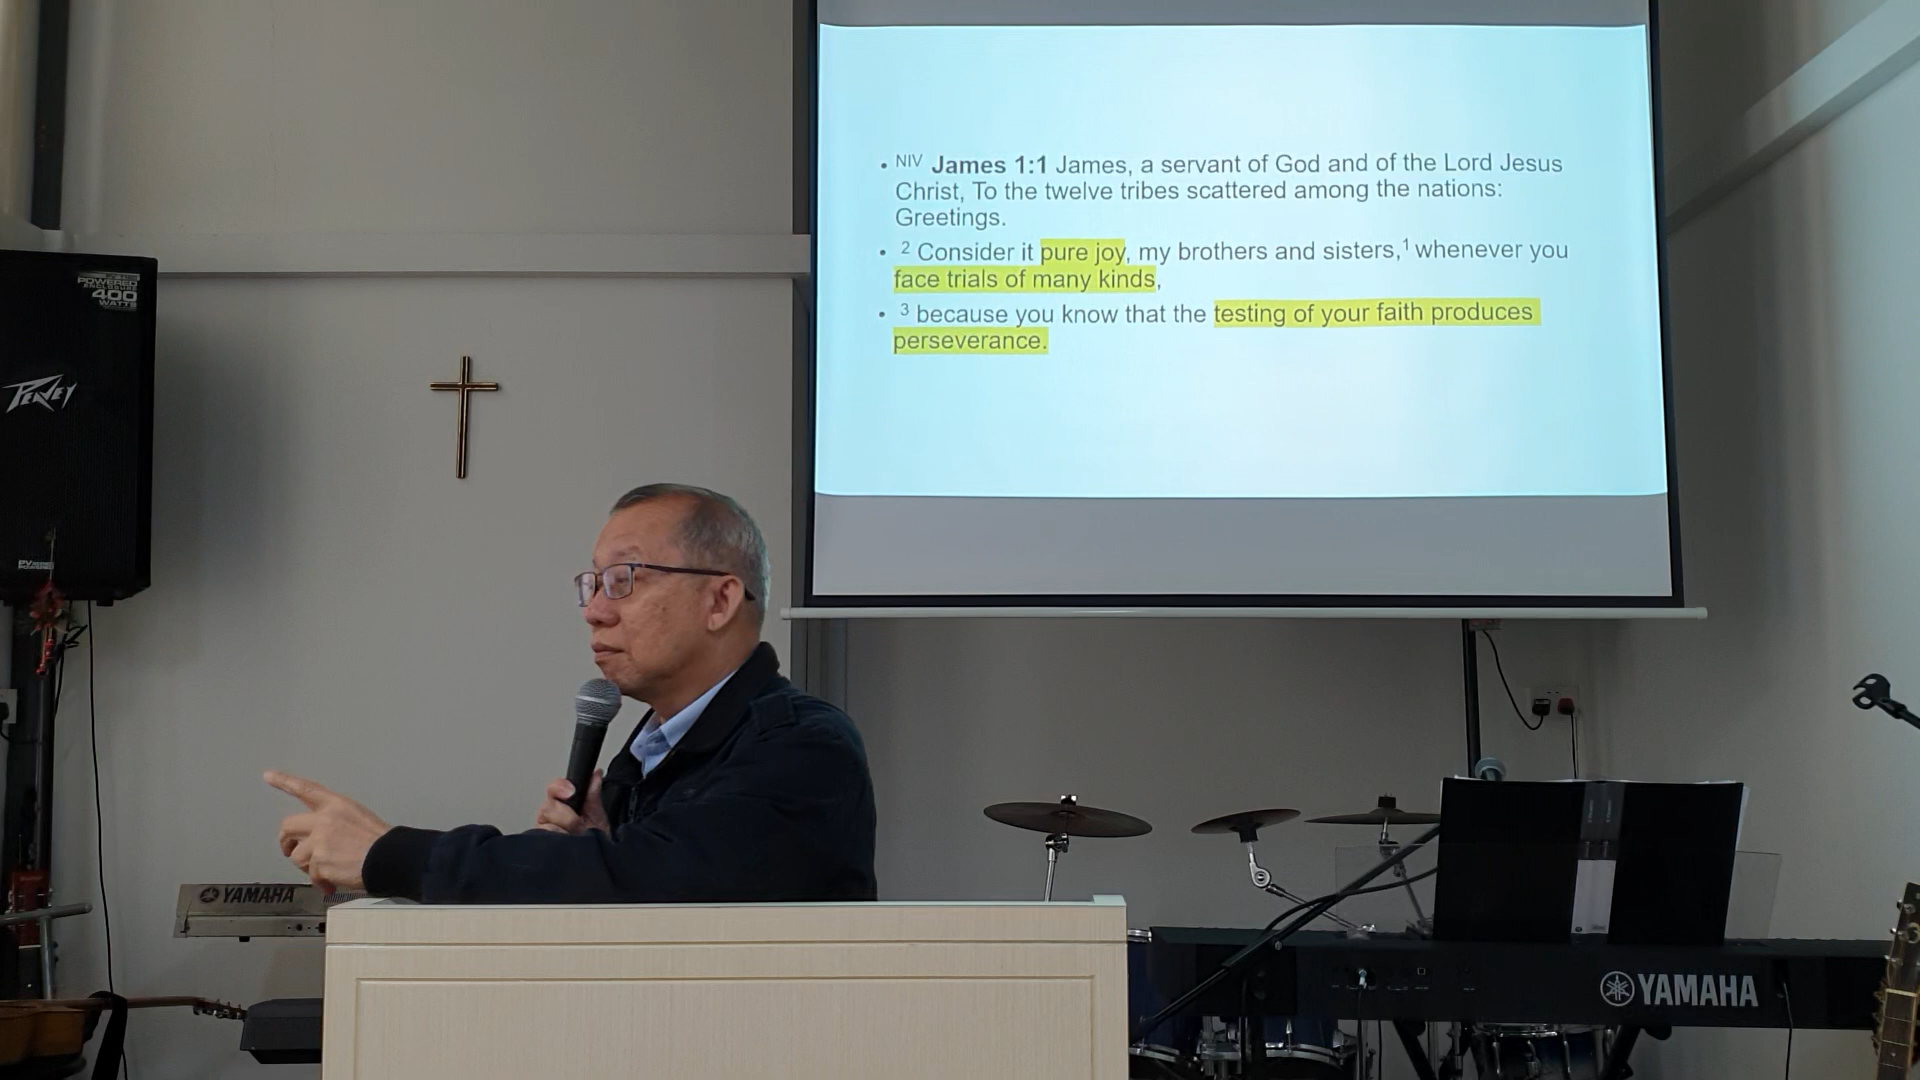 • NIV James 1:1 James, a servant of God and of the Lord Jesus
Christ, To the twelve tribes scattered among the nations:
Greetings.
• 2 Consider it pure joy, my brothers and sisters,1 whenever you
face trials of many kinds,
• 3 because you know that the testing of your faith produces
perseverance.
POWERED
ENCLOSURE
400
WATTS
PEAVEY
PV
POWERED
YAMAHA
YAMAHA